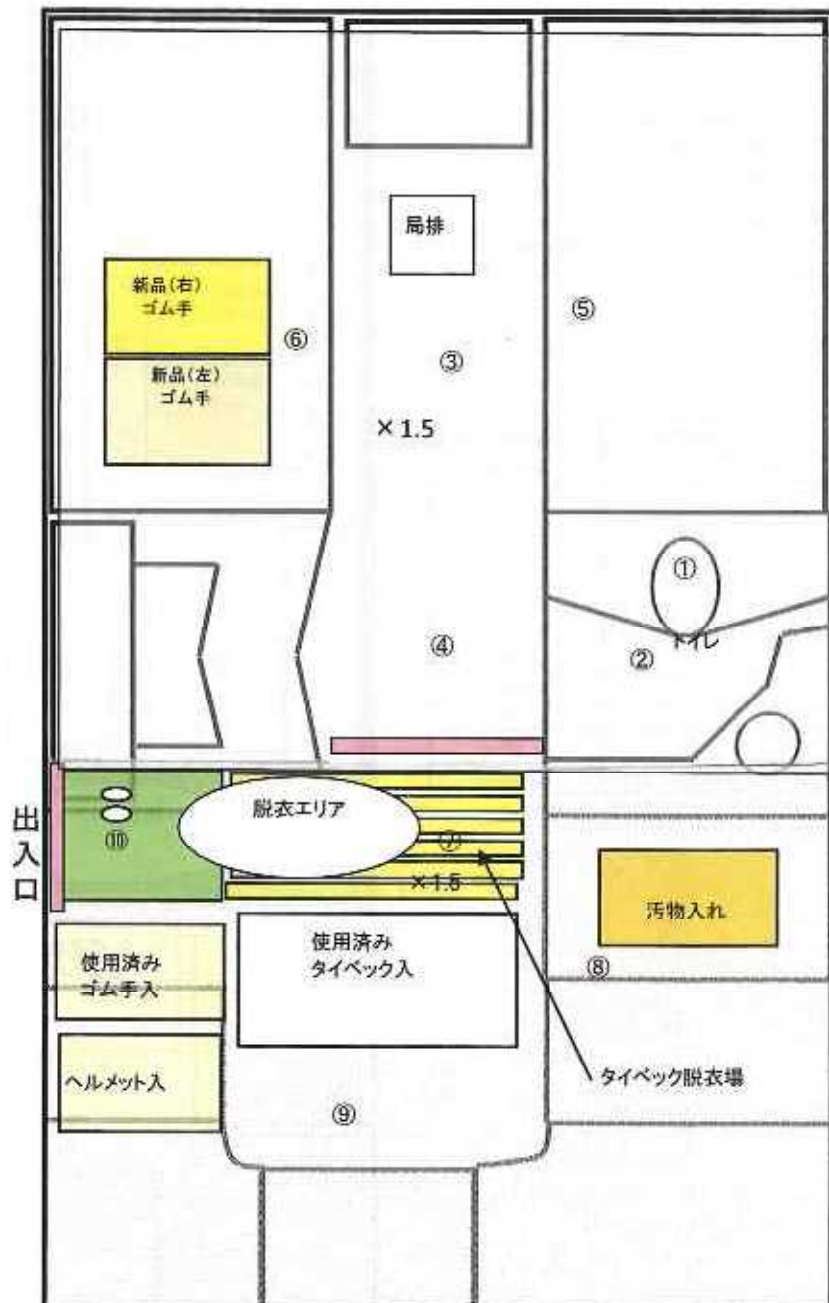 局排
新品(右)
ゴム手
⑥
⑤
③
新品(左)
ゴム手
×1.5
①
④
②
トイレ
出入口
脱衣エリア
⑩
⑦
×1.5
汚物入れ
使用済み
ゴム手入
使用済み
タイベック入
⑧
ヘルメット入
タイベック脱衣場
⑨